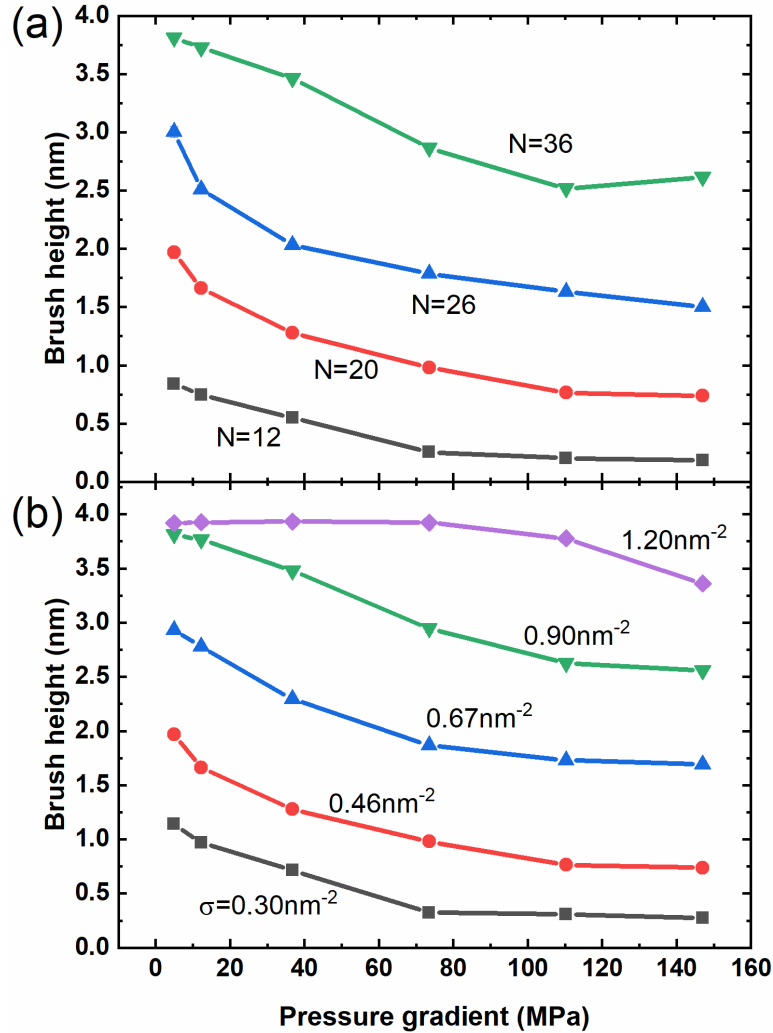 (a)
Brush height (nm)
4.0
3.5
3.0
2.5
2.0
1.5
1.0
0.5
0.0
N=36
N=26
N=20
N=12
(b)
Brush height (nm)
4.0
3.5
3.0
2.5
2.0
1.5
1.0
0.5
0.0
1.20nm⁻²
0.90nm⁻²
0.67nm⁻²
0.46nm⁻²
σ=0.30nm⁻²
0 20 40 60 80 100 120 140 160
Pressure gradient (MPa)